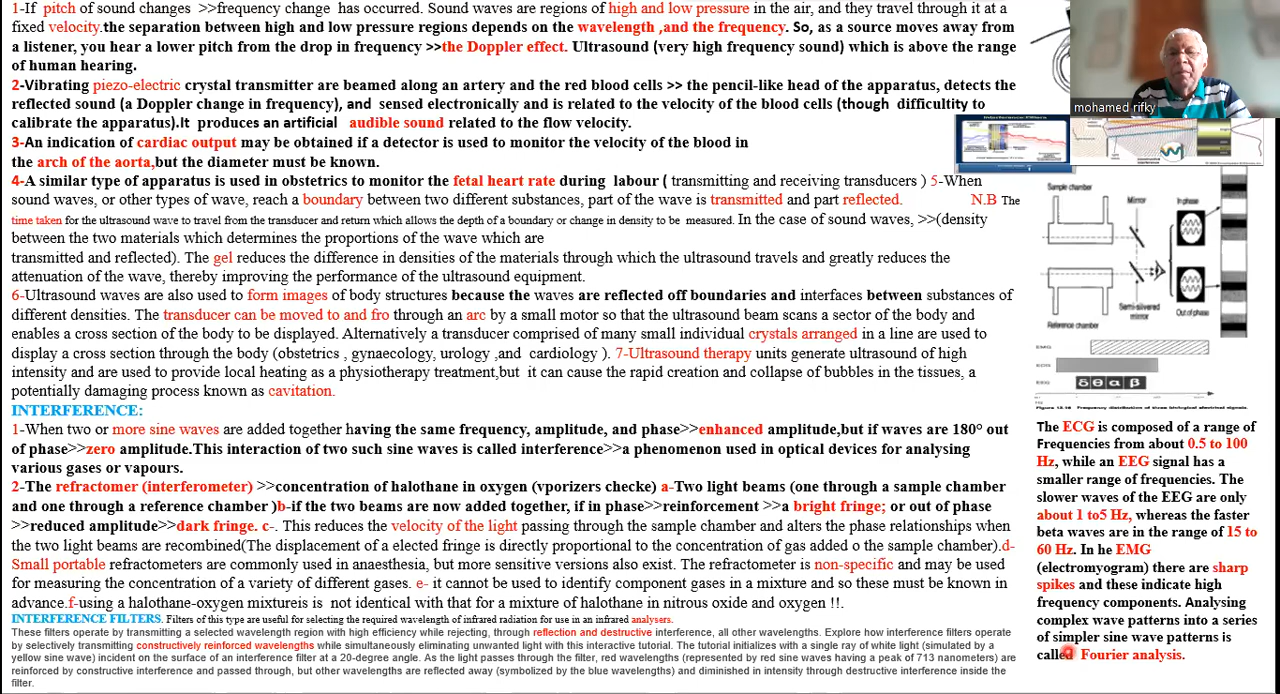 1-If pitch of sound changes >>frequency change has occurred. Sound waves are regions of high and low pressure in the air, and they travel through it at a
fixed velocity.the separation between high and low pressure regions depends on the wavelength ,and the frequency. So, as a source moves away from
a listener, you hear a lower pitch from the drop in frequency >>the Doppler effect. Ultrasound (very high frequency sound) which is above the range
of human hearing.
2-Vibrating piezo-electric crystal transmitter are beamed along an artery and the red blood cells >> the pencil-like head of the apparatus, detects the
reflected sound (a Doppler change in frequency), and sensed electronically and is related to the velocity of the blood cells (though difficultity to
calibrate the apparatus).It produces an artificial audible sound related to the flow velocity.
3-An indication of cardiac output may be obtained if a detector is used to monitor the velocity of the blood in
the arch of the aorta,but the diameter must be known.
4-A similar type of apparatus is used in obstetrics to monitor the fetal heart rate during labour ( transmitting and receiving transducers ) 5-When
sound waves, or other types of wave, reach a boundary between two different substances, part of the wave is transmitted and part reflected. N.B The
time taken for the ultrasound wave to travel from the transducer and return which allows the depth of a boundary or change in density to be measured. In the case of sound waves, >>(density
between the two materials which determines the proportions of the wave which are
transmitted and reflected). The gel reduces the difference in densities of the materials through which the ultrasound travels and greatly reduces the
attenuation of the wave, thereby improving the performance of the ultrasound equipment.
6-Ultrasound waves are also used to form images of body structures because the waves are reflected off boundaries and interfaces between substances of
different densities. The transducer can be moved to and fro through an arc by a small motor so that the ultrasound beam scans a sector of the body and
enables a cross section of the body to be displayed. Alternatively a transducer comprised of many small individual crystals arranged in a line are used to
display a cross section through the body (obstetrics , gynaecology, urology ,and cardiology ). 7-Ultrasound therapy units generate ultrasound of high
intensity and are used to provide local heating as a physiotherapy treatment,but it can cause the rapid creation and collapse of bubbles in the tissues, a
potentially damaging process known as cavitation.
INTERFERENCE:
1-When two or more sine waves are added together having the same frequency, amplitude, and phase>>enhanced amplitude,but if waves are 180° out
of phase>>zero amplitude.This interaction of two such sine waves is called interference>>a phenomenon used in optical devices for analysing
various gases or vapours.
2-The refractomer (interferometer) >>concentration of halothane in oxygen (vporizers checke) a-Two light beams (one through a sample chamber
and one through a reference chamber )b-if the two beams are now added together, if in phase>>reinforcement >>a bright fringe; or out of phase
>>reduced amplitude>>dark fringe. c-. This reduces the velocity of the light passing through the sample chamber and alters the phase relationships when
the two light beams are recombined(The displacement of a elected fringe is directly proportional to the concentration of gas added o the sample chamber).d-
Small portable refractometers are commonly used in anaesthesia, but more sensitive versions also exist. The refractometer is non-specific and may be used
for measuring the concentration of a variety of different gases. e- it cannot be used to identify component gases in a mixture and so these must be known in
advance.f-using a halothane-oxygen mixtureis is not identical with that for a mixture of halothane in nitrous oxide and oxygen !!.
INTERFERENCE FILTERS. Filters of this type are useful for selecting the required wavelength of infrared radiation for use in an infrared analysers.
These filters operate by transmitting a selected wavelength region with high efficiency while rejecting, through reflection and destructive interference, all other wavelengths. Explore how interference filters operate
by selectively transmitting constructively reinforced wavelengths while simultaneously eliminating unwanted light with this interactive tutorial. The tutorial initializes with a single ray of white light (simulated by a
yellow sine wave) incident on the surface of an interference filter at a 20-degree angle. As the light passes through the filter, red wavelengths (represented by red sine waves having a peak of 713 nanometers) are
reinforced by constructive interference and passed through, but other wavelengths are reflected away (symbolized by the blue wavelengths) and diminished in intensity through destructive interference inside the
filter.
mohamed rifky
Sample chamber
Mirror
In phase
Semi-silvered
mirror
Out of phase
Reference chamber
EMG
δ θ α β
Figure 13.16 Frequency distribution of three biological electrical signals.
The ECG is composed of a range of
Frequencies from about 0.5 to 100
Hz, while an EEG signal has a
smaller range of frequencies. The
slower waves of the EEG are only
about 1 to5 Hz, whereas the faster
beta waves are in the range of 15 to
60 Hz. In he EMG
(electromyogram) there are sharp
spikes and these indicate high
frequency components. Analysing
complex wave patterns into a series
of simpler sine wave patterns is
called Fourier analysis.